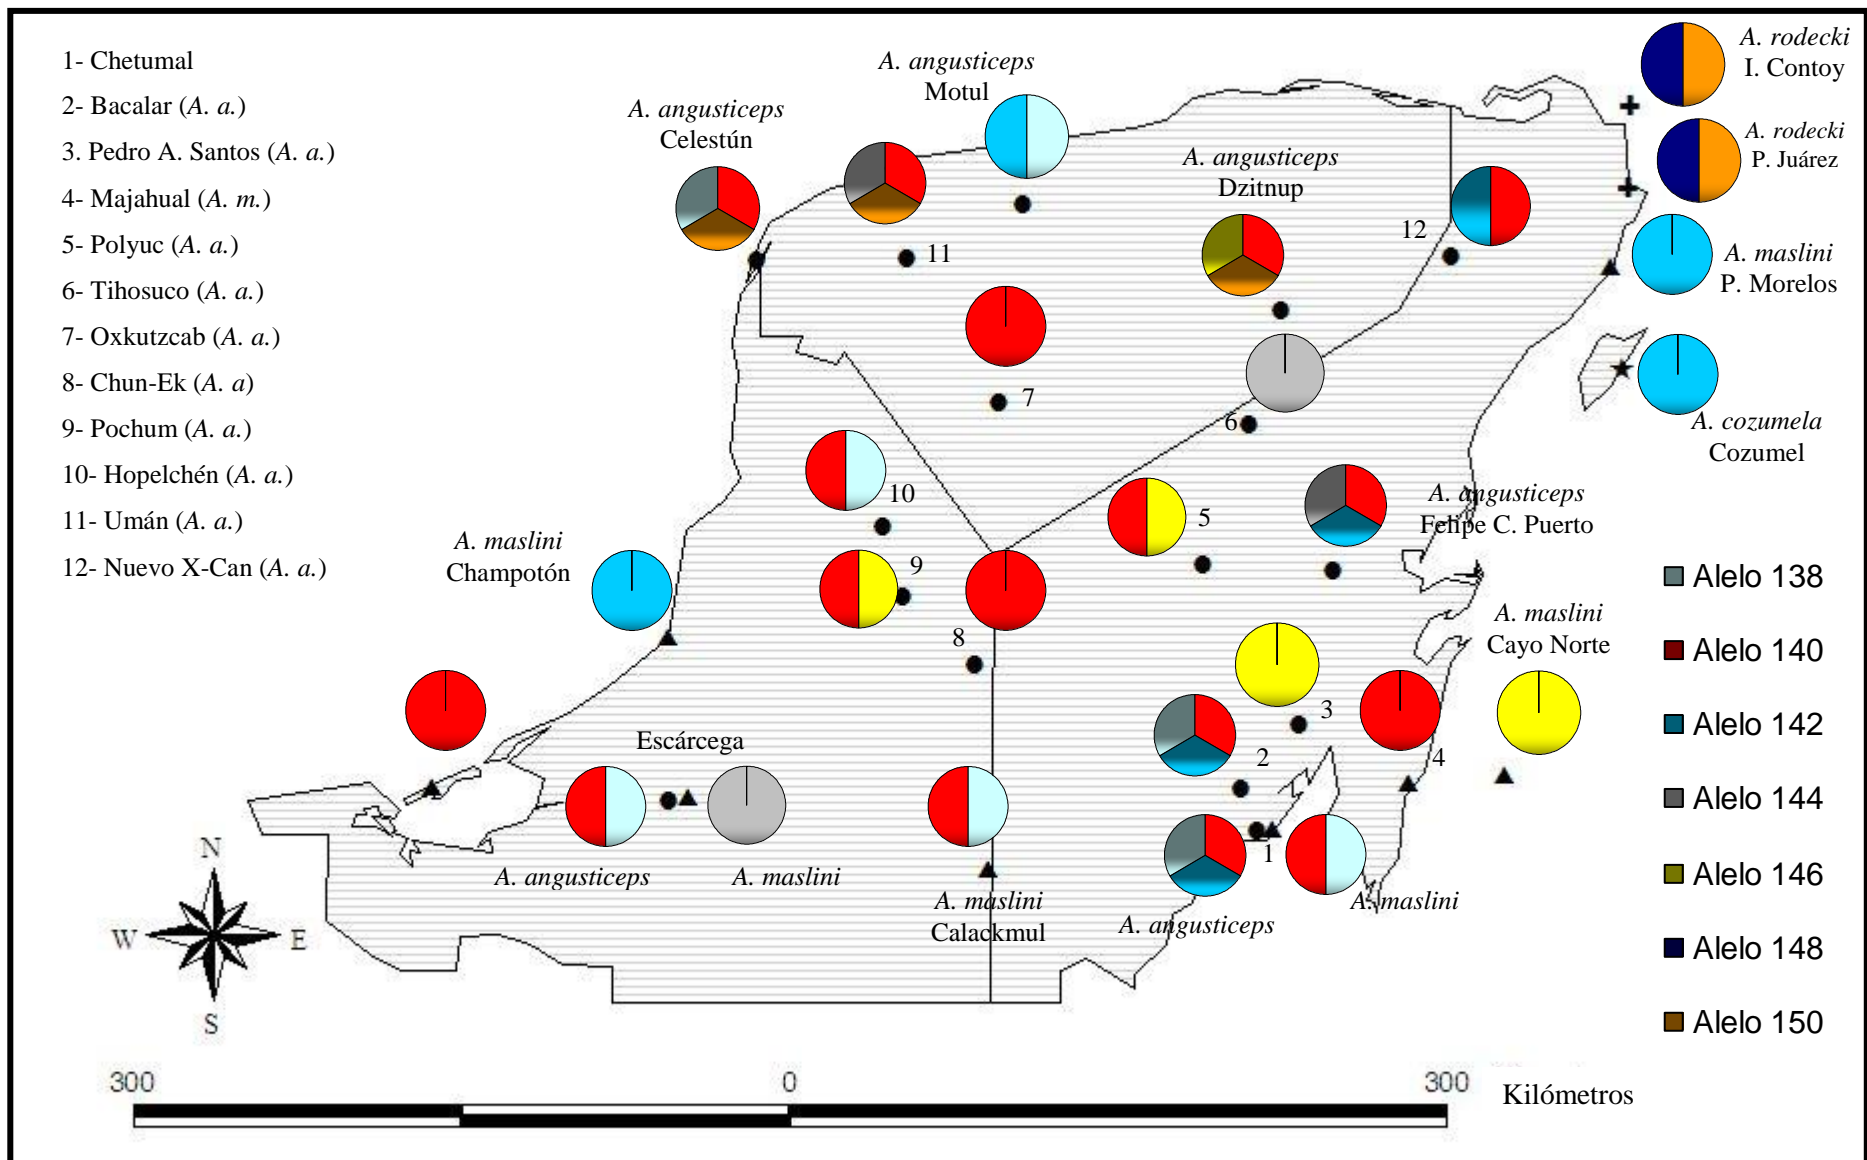 1- Chetumal
2- Bacalar (A. a.)
3. Pedro A. Santos (A. a.)
4- Majahual (A. m.)
5- Polyuc (A. a.)
6- Tihosuco (A. a.)
7- Oxkutzcab (A. a.)
8- Chun-Ek (A. a)
9- Pochum (A. a.)
10- Hopelchén (A. a.)
11- Umán (A. a.)
12- Nuevo X-Can (A. a.)
A. angusticeps
Celestún
A. angusticeps
Motul
A. angusticeps
Dzitnup
A. rodecki
I. Contoy
A. rodecki
P. Juárez
A. maslini
P. Morelos
A. cozumela
Cozumel
11
12
7
6
10
5
9
8
A. angusticeps
Felipe C. Puerto
A. maslini
Champotón
A. maslini
Cayo Norte
3
4
2
1
Escárcega
A. angusticeps
A. maslini
A. maslini
Calackmul
A. angusticeps
A. maslini
Alelo 138
Alelo 140
Alelo 142
Alelo 144
Alelo 146
Alelo 148
Alelo 150
N
W
E
S
300
0
300
Kilómetros